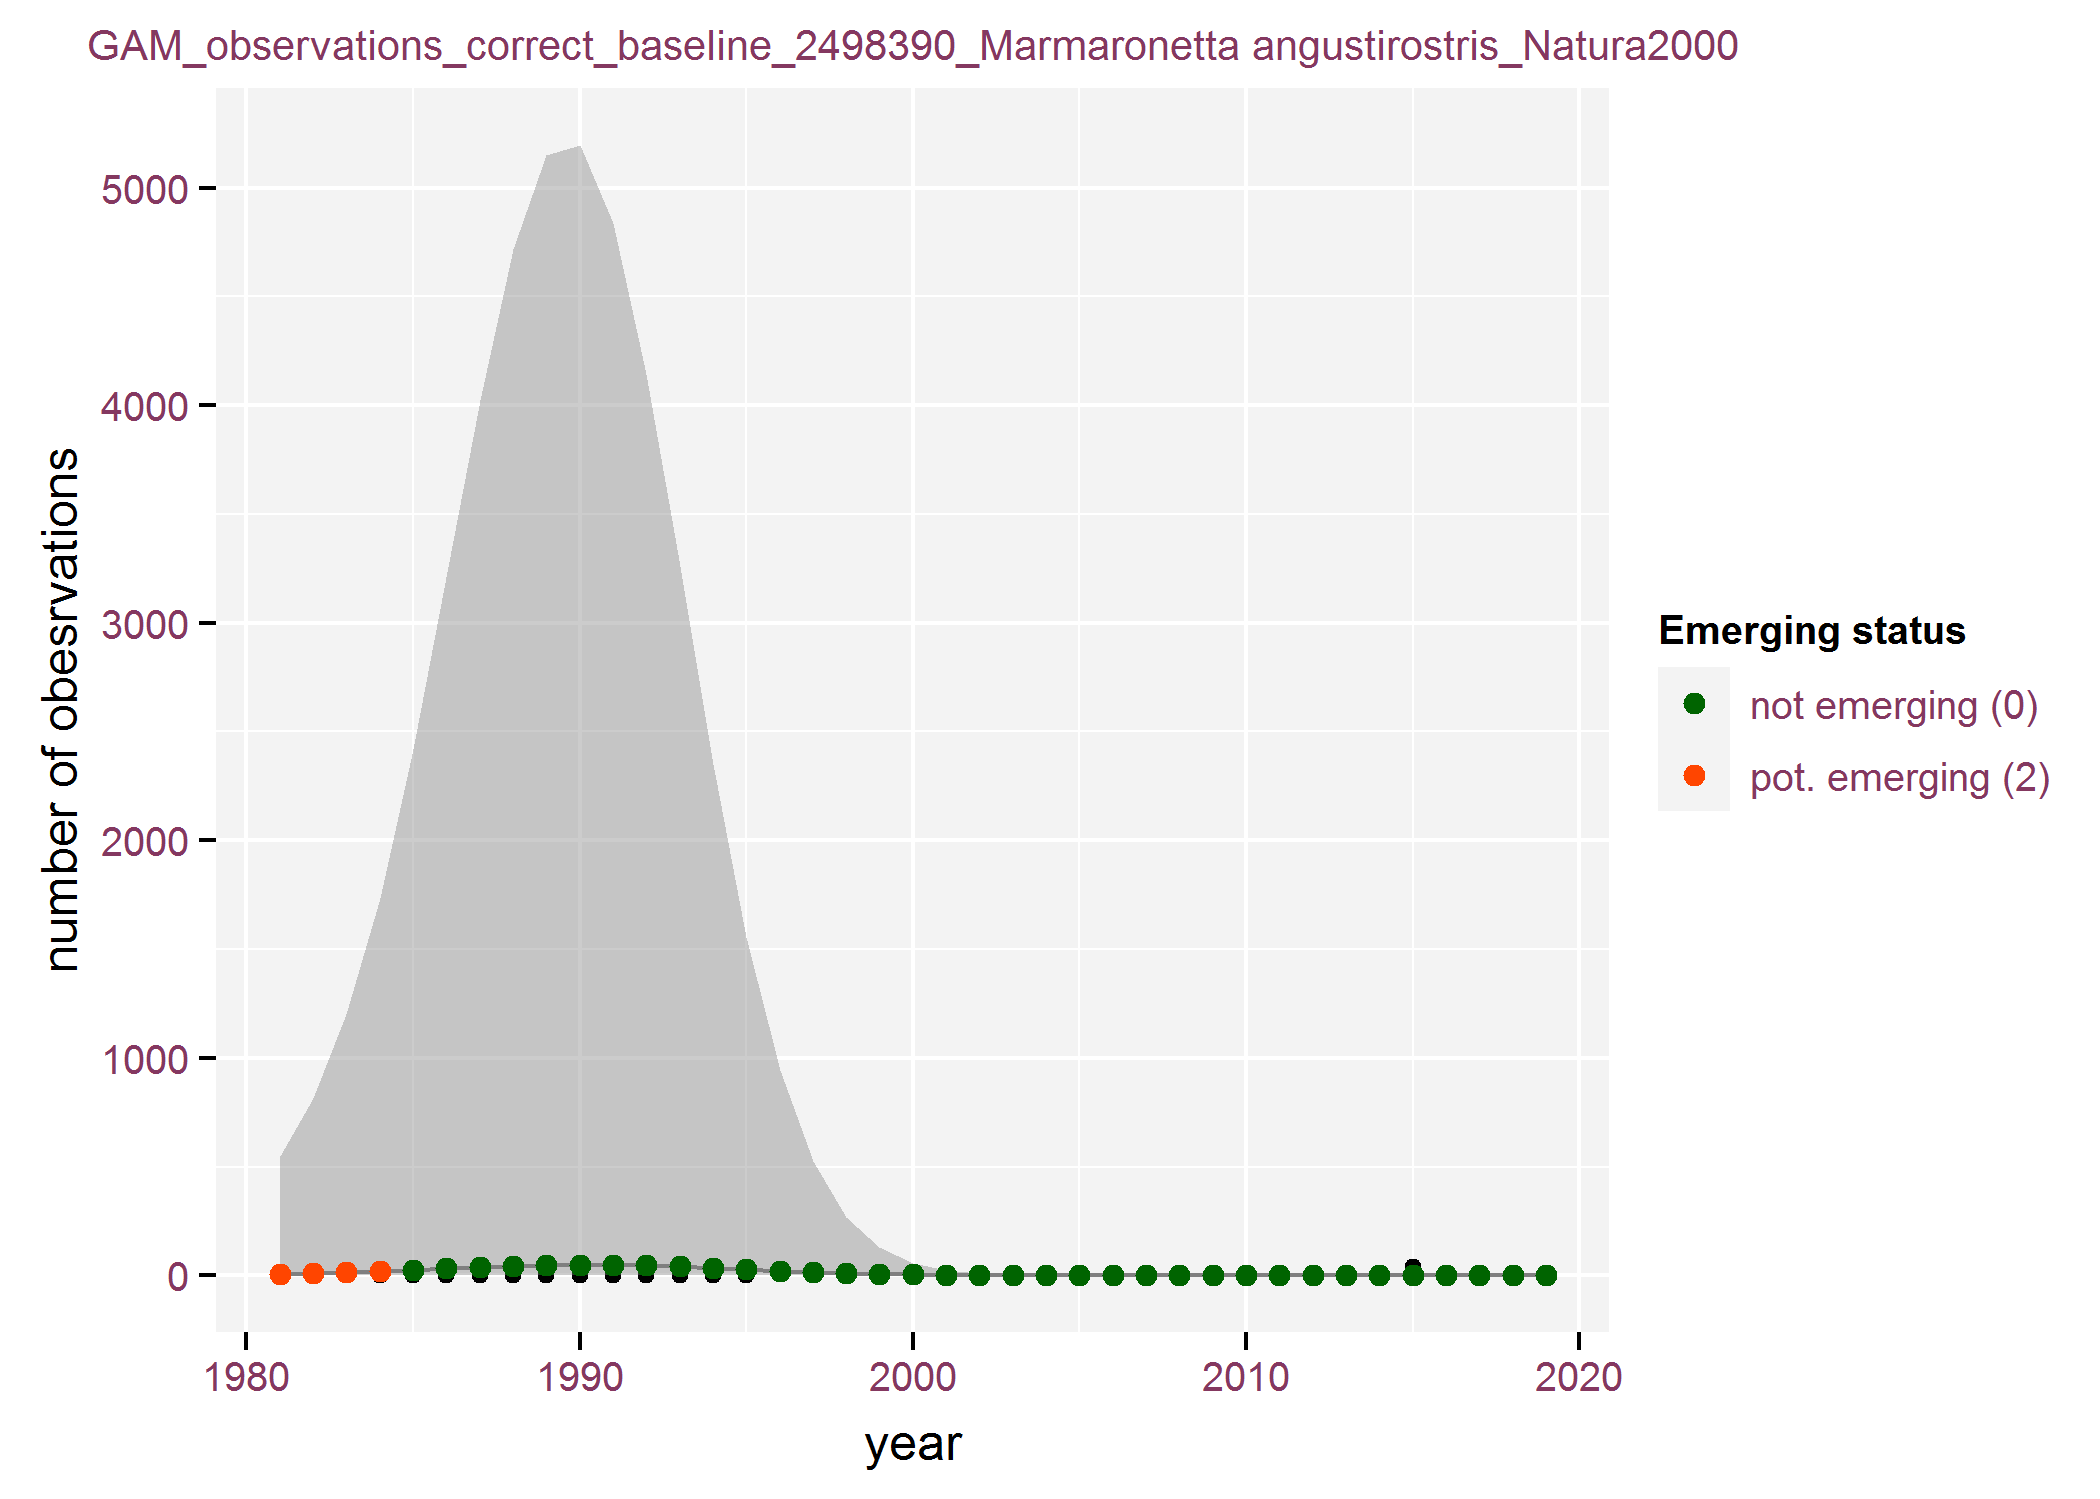 GAM_observations_correct_baseline_2498390_Marmaronetta angustirostris_Natura2000
number of obesrvations
5000
4000
3000
2000
1000
0
1980 1990 2000 2010 2020
year
Emerging status
not emerging (0)
pot. emerging (2)